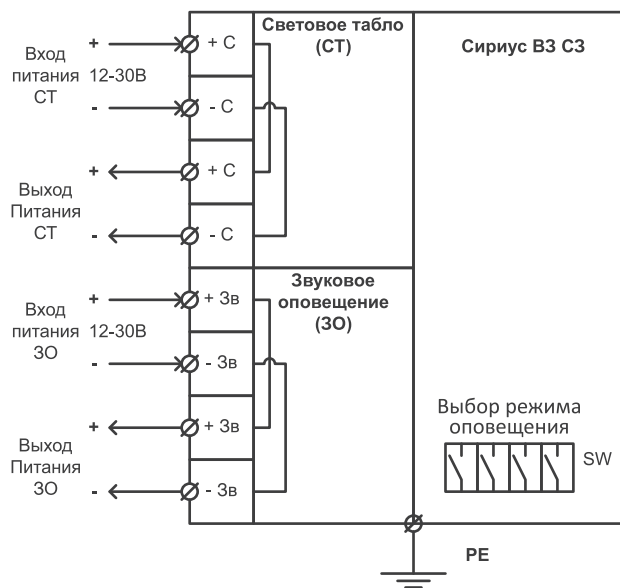 Световое табло
(СТ)
Сириус ВЗ СЗ
Вход
питания
СТ
12-30В
+
-
+ С
- С
Выход
Питания
СТ
+
-
+ С
- С
Звуковое
оповещение
(ЗО)
Вход
питания
ЗО
12-30В
+
-
+ Зв
- Зв
Выход
Питания
ЗО
+
-
+ Зв
- Зв
Выбор режима
оповещения
SW
PE